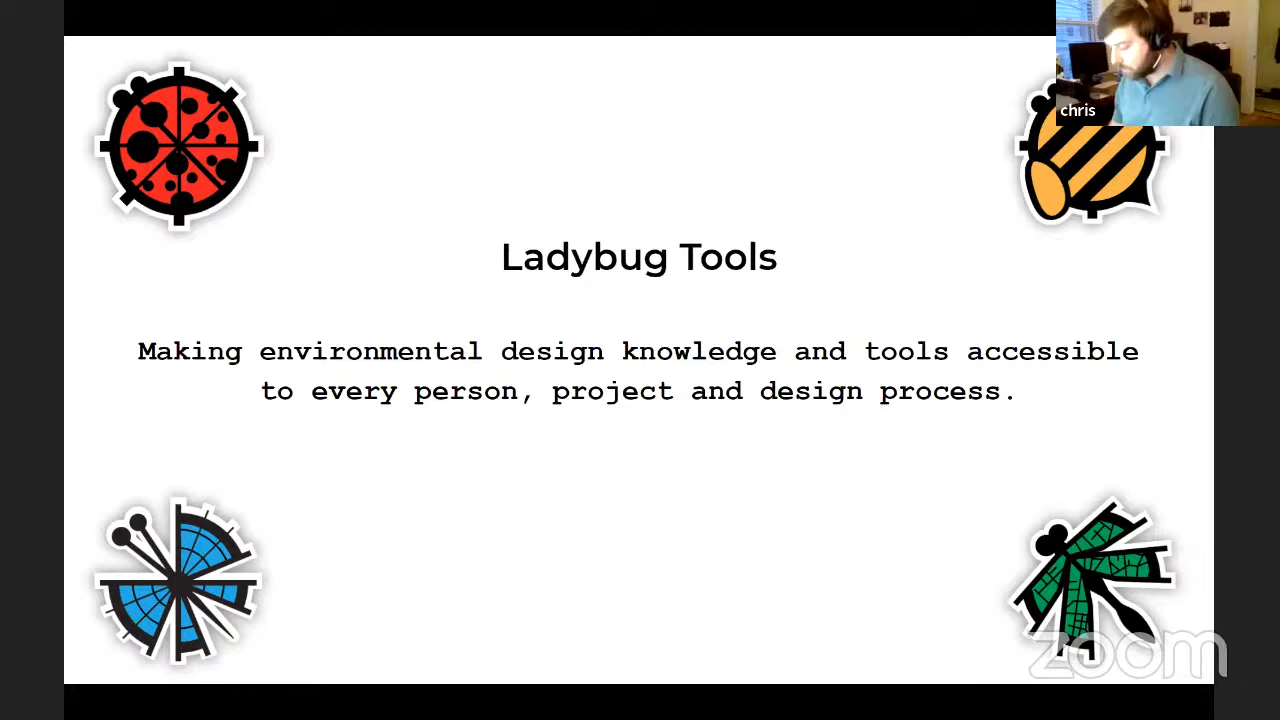 chris
Ladybug Tools
Making environmental design knowledge and tools accessible
to every person, project and design process.
zoom